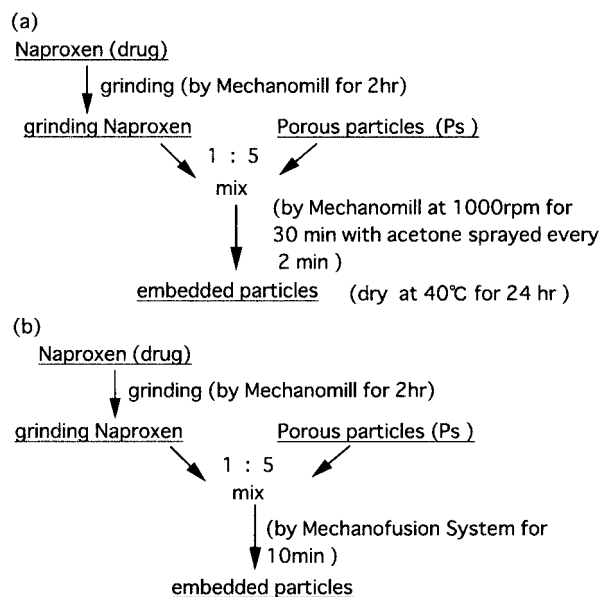 (a)
Naproxen (drug)
grinding (by Mechanomill for 2hr)
grinding Naproxen Porous particles (Ps )
1 : 5
mix
(by Mechanomill at 1000rpm for
30 min with acetone sprayed every
2 min )
embedded particles (dry at 40℃ for 24 hr )
(b)
Naproxen (drug)
grinding (by Mechanomill for 2hr)
grinding Naproxen Porous particles (Ps )
1 : 5
mix
(by Mechanofusion System for
10min )
embedded particles